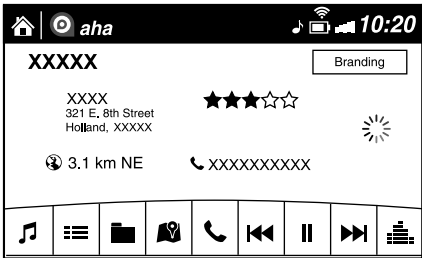 aha 10:20
XXXXX
Branding
XXXX
321 E. 8th Street
Holland, XXXXX
3.1 km NE
XXXXXXXXXX